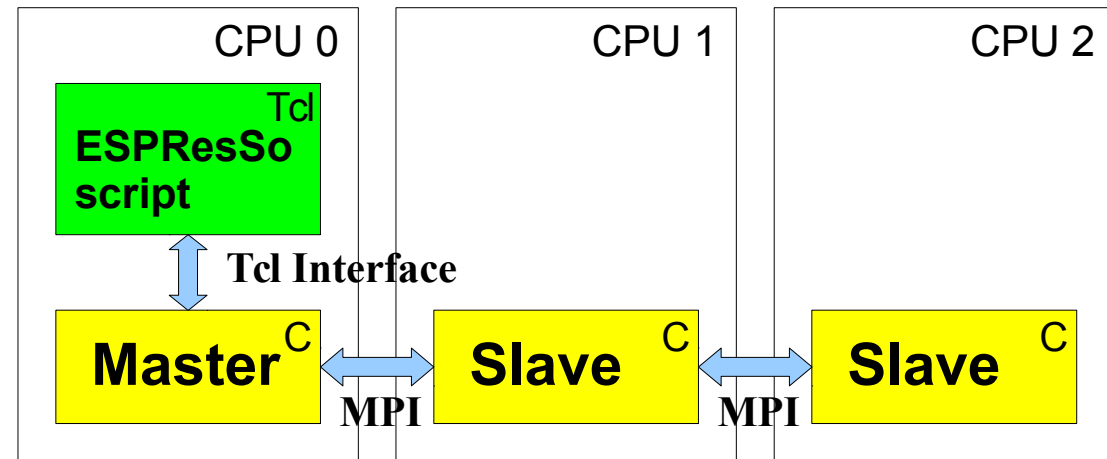 CPU 0
CPU 1
CPU 2
Tcl
ESPResSo
script
Tcl Interface
Master
C
Slave
C
Slave
C
MPI
MPI